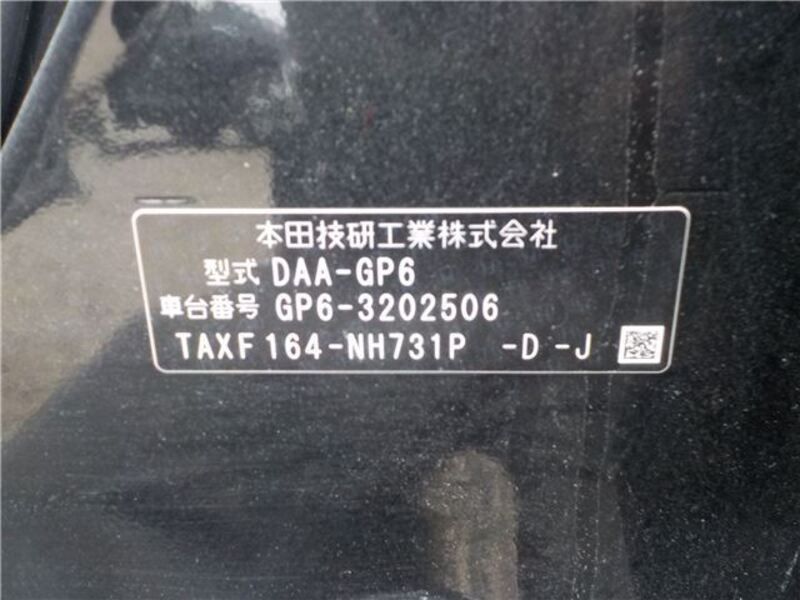 本田技研工業株式会社
型式 DAA-GP6
車台番号 GP6-3202506
TAXF164-NH731P -D -J